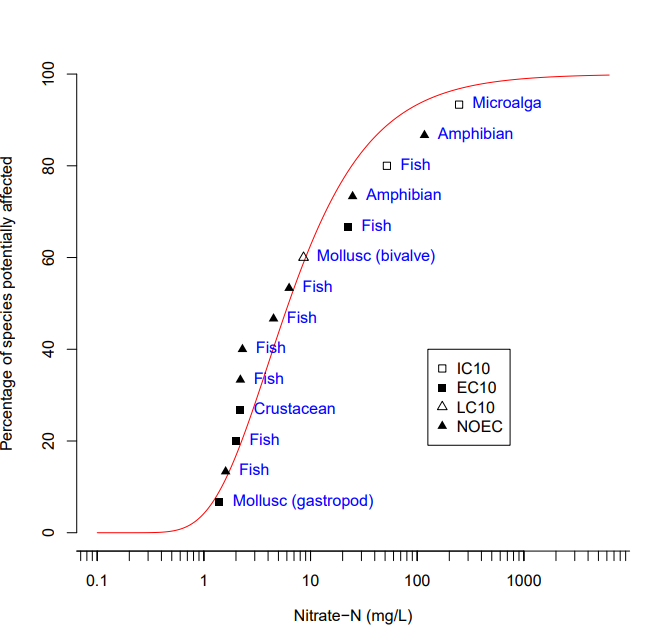 100
Microalga
Amphibian
80
Fish
Amphibian
Fish
60
Mollusc (bivalve)
Fish
Fish
40
Fish
Fish
Crustacean
20
Fish
Fish
Mollusc (gastropod)
0
Percentage of species potentially affected
IC10
EC10
LC10
NOEC
0.1 1 10 100 1000
Nitrate−N (mg/L)